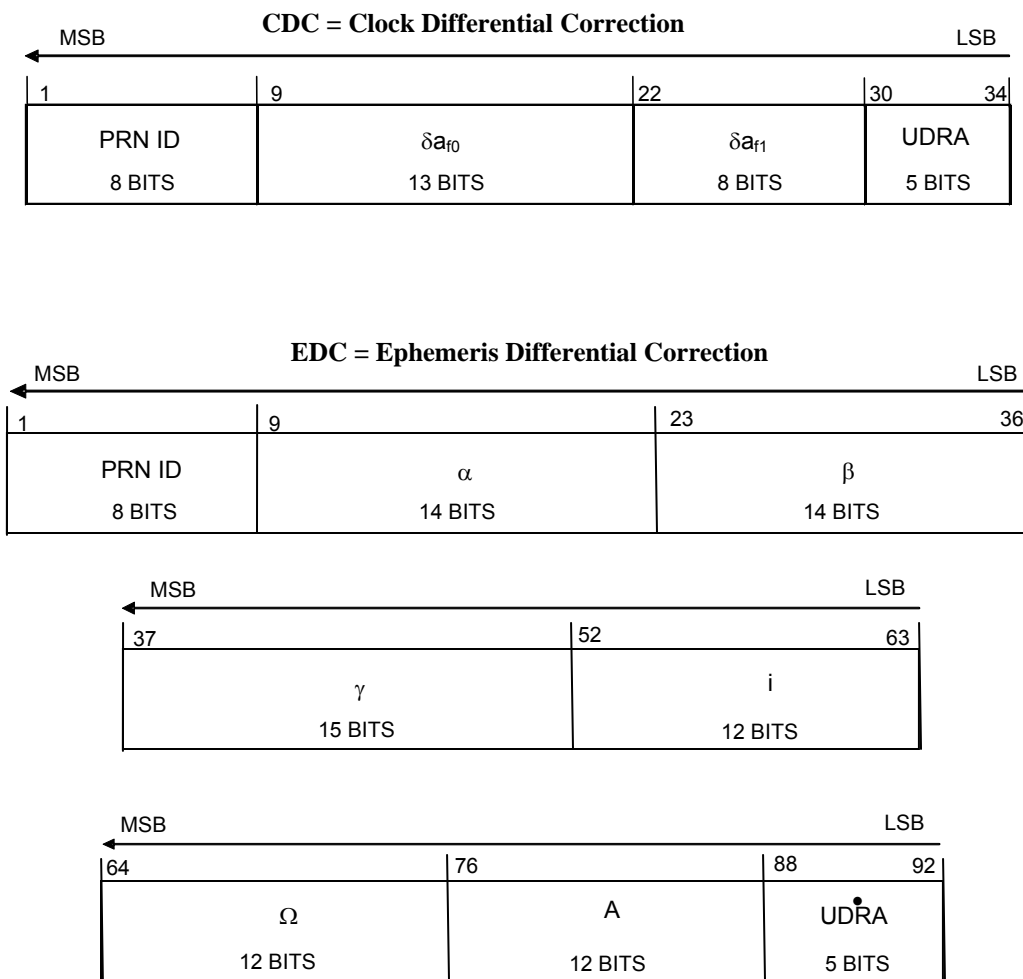 CDC = Clock Differential Correction
MSB LSB
1 9 22 30 34
PRN ID δaf0 δaf1 UDRA
8 BITS 13 BITS 8 BITS 5 BITS
EDC = Ephemeris Differential Correction
MSB LSB
1 9 23 36
PRN ID α β
8 BITS 14 BITS 14 BITS
MSB LSB
37 52 63
γ i
15 BITS 12 BITS
MSB LSB
64 76 88 92
Ω A UDṘA
12 BITS 12 BITS 5 BITS